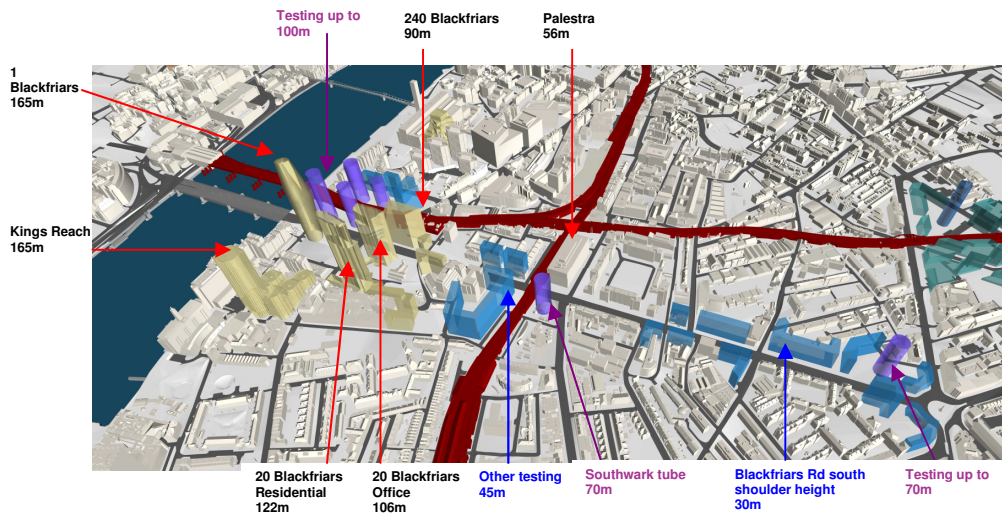 Testing up to
100m
240 Blackfriars
90m
Palestra
56m
1
Blackfriars
165m
Kings Reach
165m
20 Blackfriars
Residential
122m
20 Blackfriars
Office
106m
Other testing
45m
Southwark tube
70m
Blackfriars Rd south
shoulder height
30m
Testing up to
70m